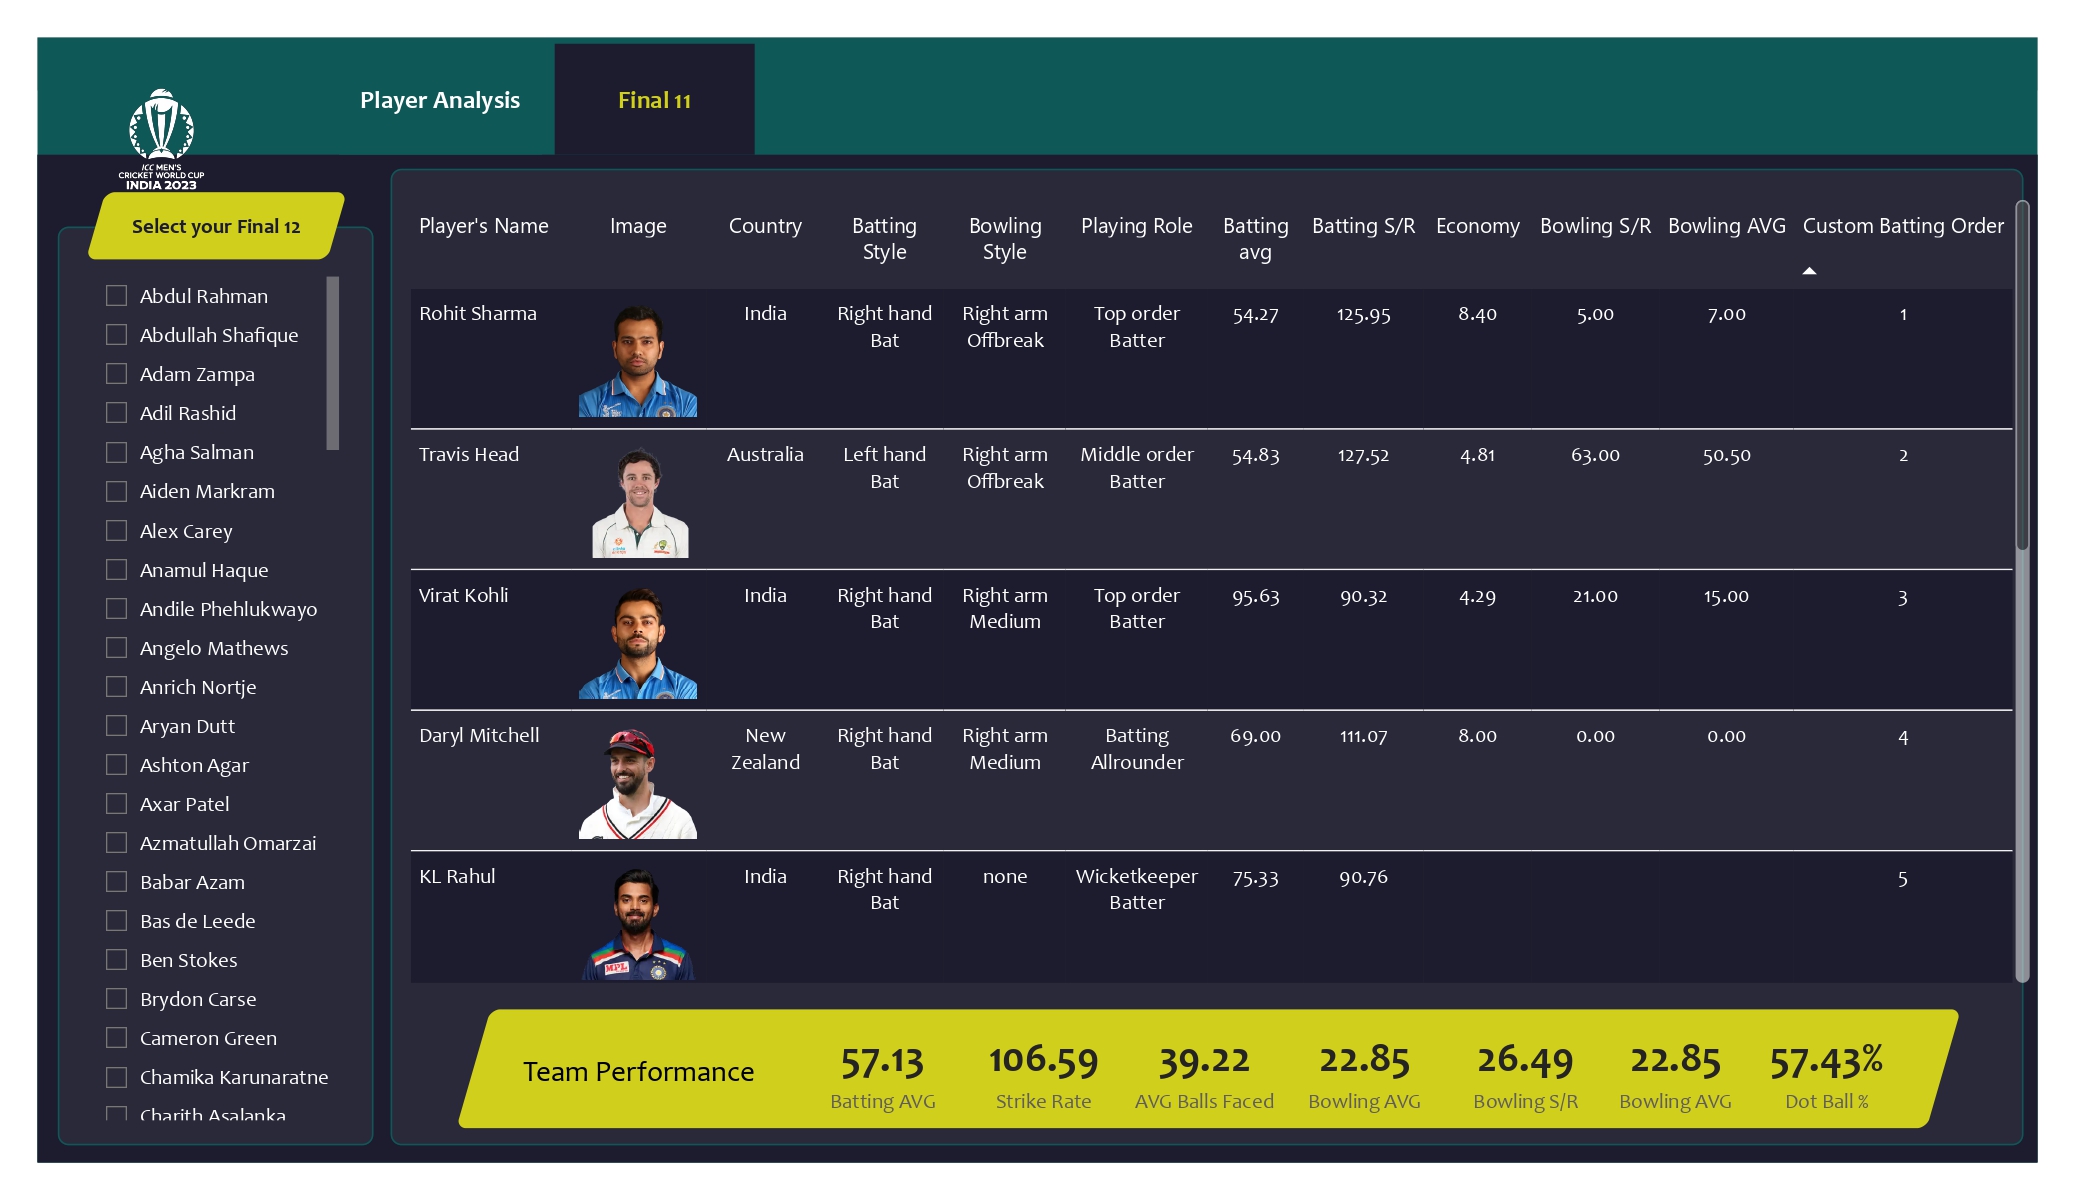 Player Analysis
Final 11
ICC MEN'S
CRICKET WORLD CUP
INDIA 2023
Select your Final 12
Abdul Rahman
Abdullah Shafique
Adam Zampa
Adil Rashid
Agha Salman
Aiden Markram
Alex Carey
Anamul Haque
Andile Phehlukwayo
Angelo Mathews
Anrich Nortje
Aryan Dutt
Ashton Agar
Axar Patel
Azmatullah Omarzai
Babar Azam
Bas de Leede
Ben Stokes
Brydon Carse
Cameron Green
Chamika Karunaratne
Charith Asalanka
Player's Name Image Country Batting Bowling Playing Role Batting Batting S/R Economy Bowling S/R Bowling AVG Custom Batting Order
Style Style avg
Rohit Sharma India Right hand Right arm Top order 54.27 125.95 8.40 5.00 7.00 1
Bat Offbreak Batter
Travis Head Australia Left hand Right arm Middle order 54.83 127.52 4.81 63.00 50.50 2
Bat Offbreak Batter
Virat Kohli India Right hand Right arm Top order 95.63 90.32 4.29 21.00 15.00 3
Bat Medium Batter
Daryl Mitchell New Right hand Right arm Batting 69.00 111.07 8.00 0.00 0.00 4
Zealand Bat Medium Allrounder
KL Rahul India Right hand none Wicketkeeper 75.33 90.76 5
Bat Batter
MPL
Team Performance
57.13 106.59 39.22 22.85 26.49 22.85 57.43%
Batting AVG Strike Rate AVG Balls Faced Bowling AVG Bowling S/R Bowling AVG Dot Ball %